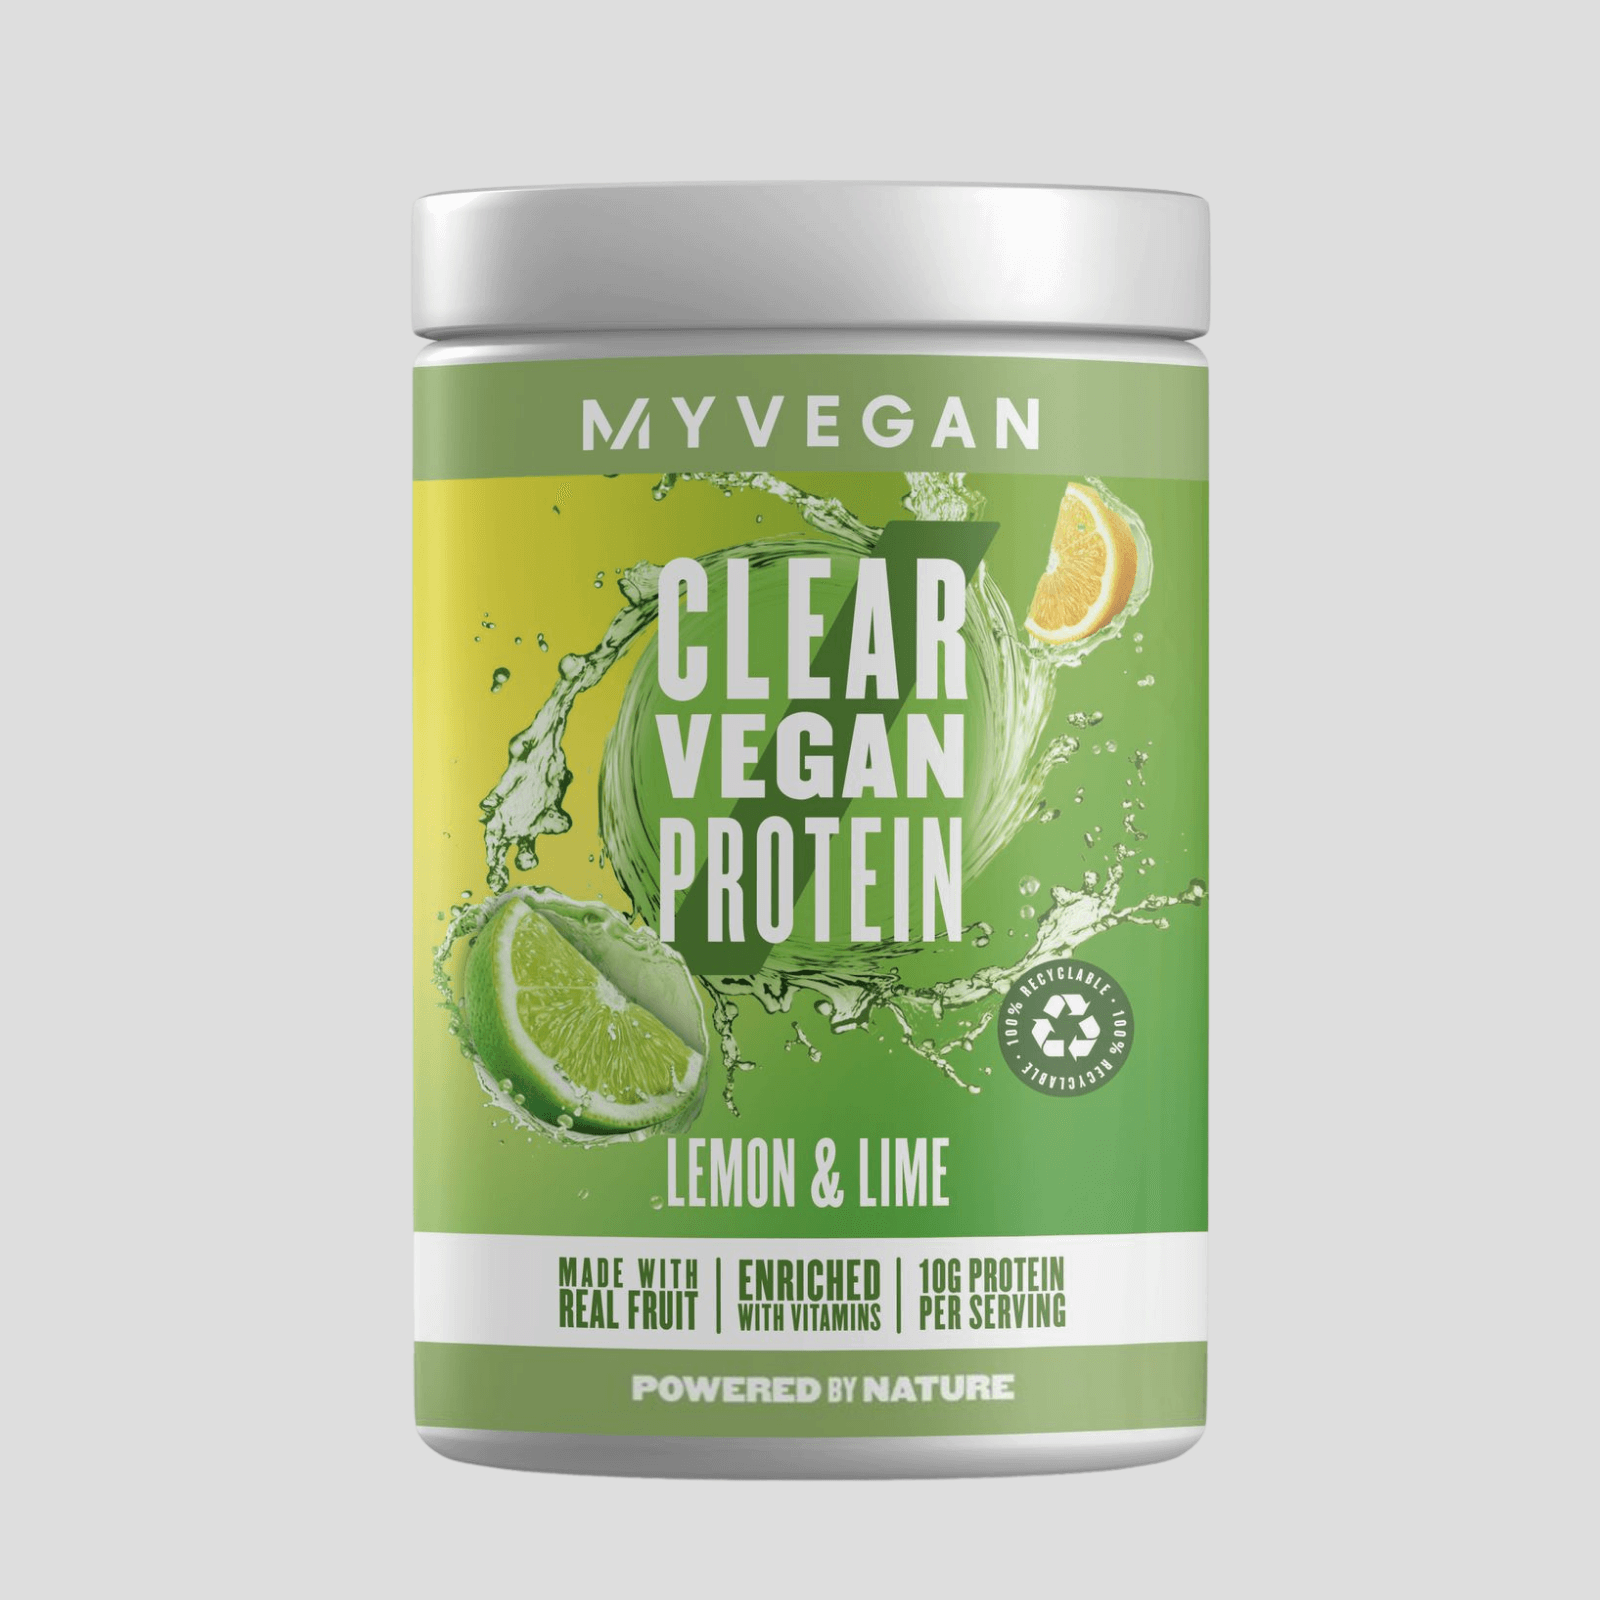 MYVEGAN
CLEAR
VEGAN
PROTEIN
100% RECYCLABLE · 100% RECYCLABLE ·
LEMON & LIME
MADE WITH
REAL FRUIT
ENRICHED
WITH VITAMINS
10G PROTEIN
PER SERVING
POWERED BY NATURE